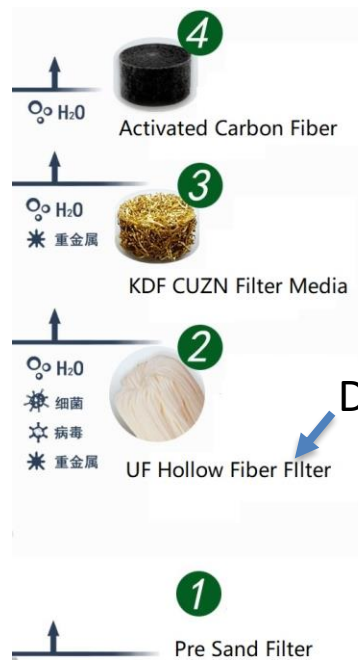 4
H₂O
Activated Carbon Fiber
3
H₂O
重金属
KDF CUZN Filter Media
2
H₂O
细菌
病毒
重金属
D
UF Hollow Fiber FIlter
1
Pre Sand Filter